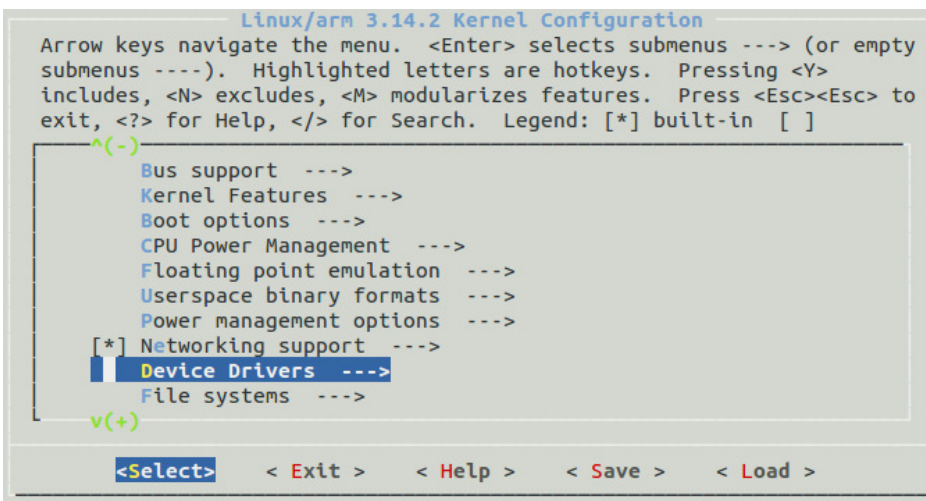 Linux/arm 3.14.2 Kernel Configuration
Arrow keys navigate the menu.  <Enter> selects submenus ---> (or empty
submenus ----).  Highlighted letters are hotkeys.  Pressing <Y>
includes, <N> excludes, <M> modularizes features.  Press <Esc><Esc> to
exit, <?> for Help, </> for Search.  Legend: [*] built-in  [ ]
^(-)
Bus support  --->
Kernel Features  --->
Boot options  --->
CPU Power Management  --->
Floating point emulation  --->
Userspace binary formats  --->
Power management options  --->
[*] Networking support  --->
Device Drivers  --->
File systems  --->
v(+)
<Select>    < Exit >    < Help >    < Save >    < Load >